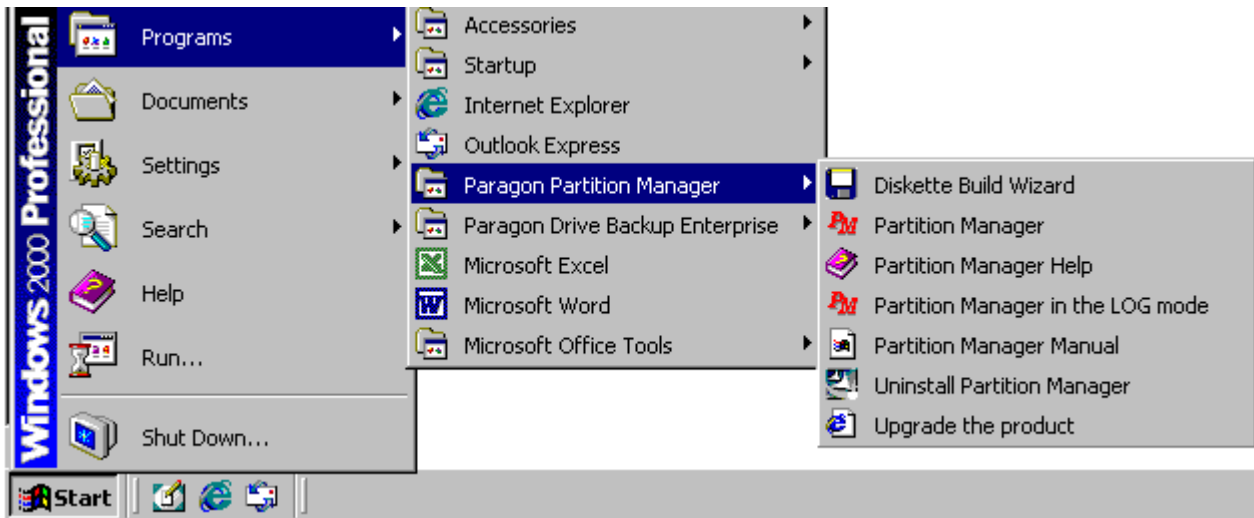 Windows 2000 Professional
Programs
Documents
Settings
Search
Help
Run...
Shut Down...
Accessories
Startup
Internet Explorer
Outlook Express
Paragon Partition Manager
Paragon Drive Backup Enterprise
Microsoft Excel
Microsoft Word
Microsoft Office Tools
Diskette Build Wizard
Partition Manager
Partition Manager Help
Partition Manager in the LOG mode
Partition Manager Manual
Uninstall Partition Manager
Upgrade the product
Start